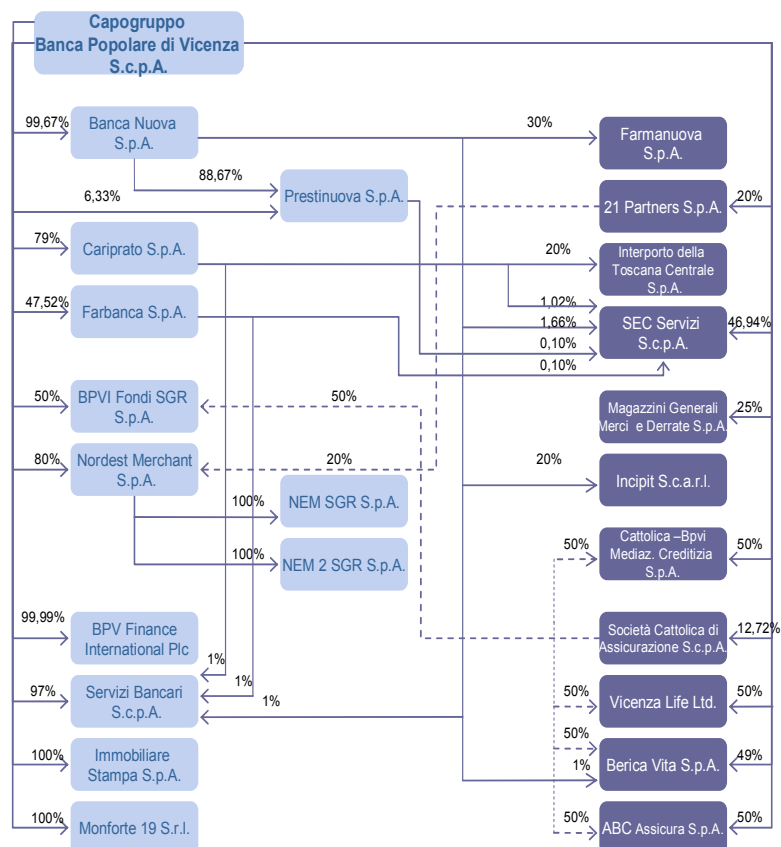 Capogruppo
Banca Popolare di Vicenza
S.c.p.A.
99,67%
Banca Nuova
S.p.A.
30%
Farmanuova
S.p.A.
88,67%
6,33%
Prestinuova S.p.A.
21 Partners S.p.A.
20%
79%
Cariprato S.p.A.
20%
Interporto della
Toscana Centrale
S.p.A.
47,52%
Farbanca S.p.A.
1,02%
1,66%
SEC Servizi
S.c.p.A.
46,94%
0,10%
0,10%
50%
BPVI Fondi SGR
S.p.A.
50%
Magazzini Generali
Merci e Derrate S.p.A.
25%
80%
Nordest Merchant
S.p.A.
20%
20%
Incipit S.c.a.r.l.
100%
NEM SGR S.p.A.
100%
NEM 2 SGR S.p.A.
50%
Cattolica –Bpvi
Mediaz. Creditizia
S.p.A.
50%
99,99%
BPV Finance
International Plc
Società Cattolica di
Assicurazione S.c.p.A.
12,72%
1%
97%
Servizi Bancari
S.c.p.A.
1%
1%
50%
Vicenza Life Ltd.
50%
100%
Immobiliare
Stampa S.p.A.
50%
1%
Berica Vita S.p.A.
49%
100%
Monforte 19 S.r.l.
50%
ABC Assicura S.p.A.
50%